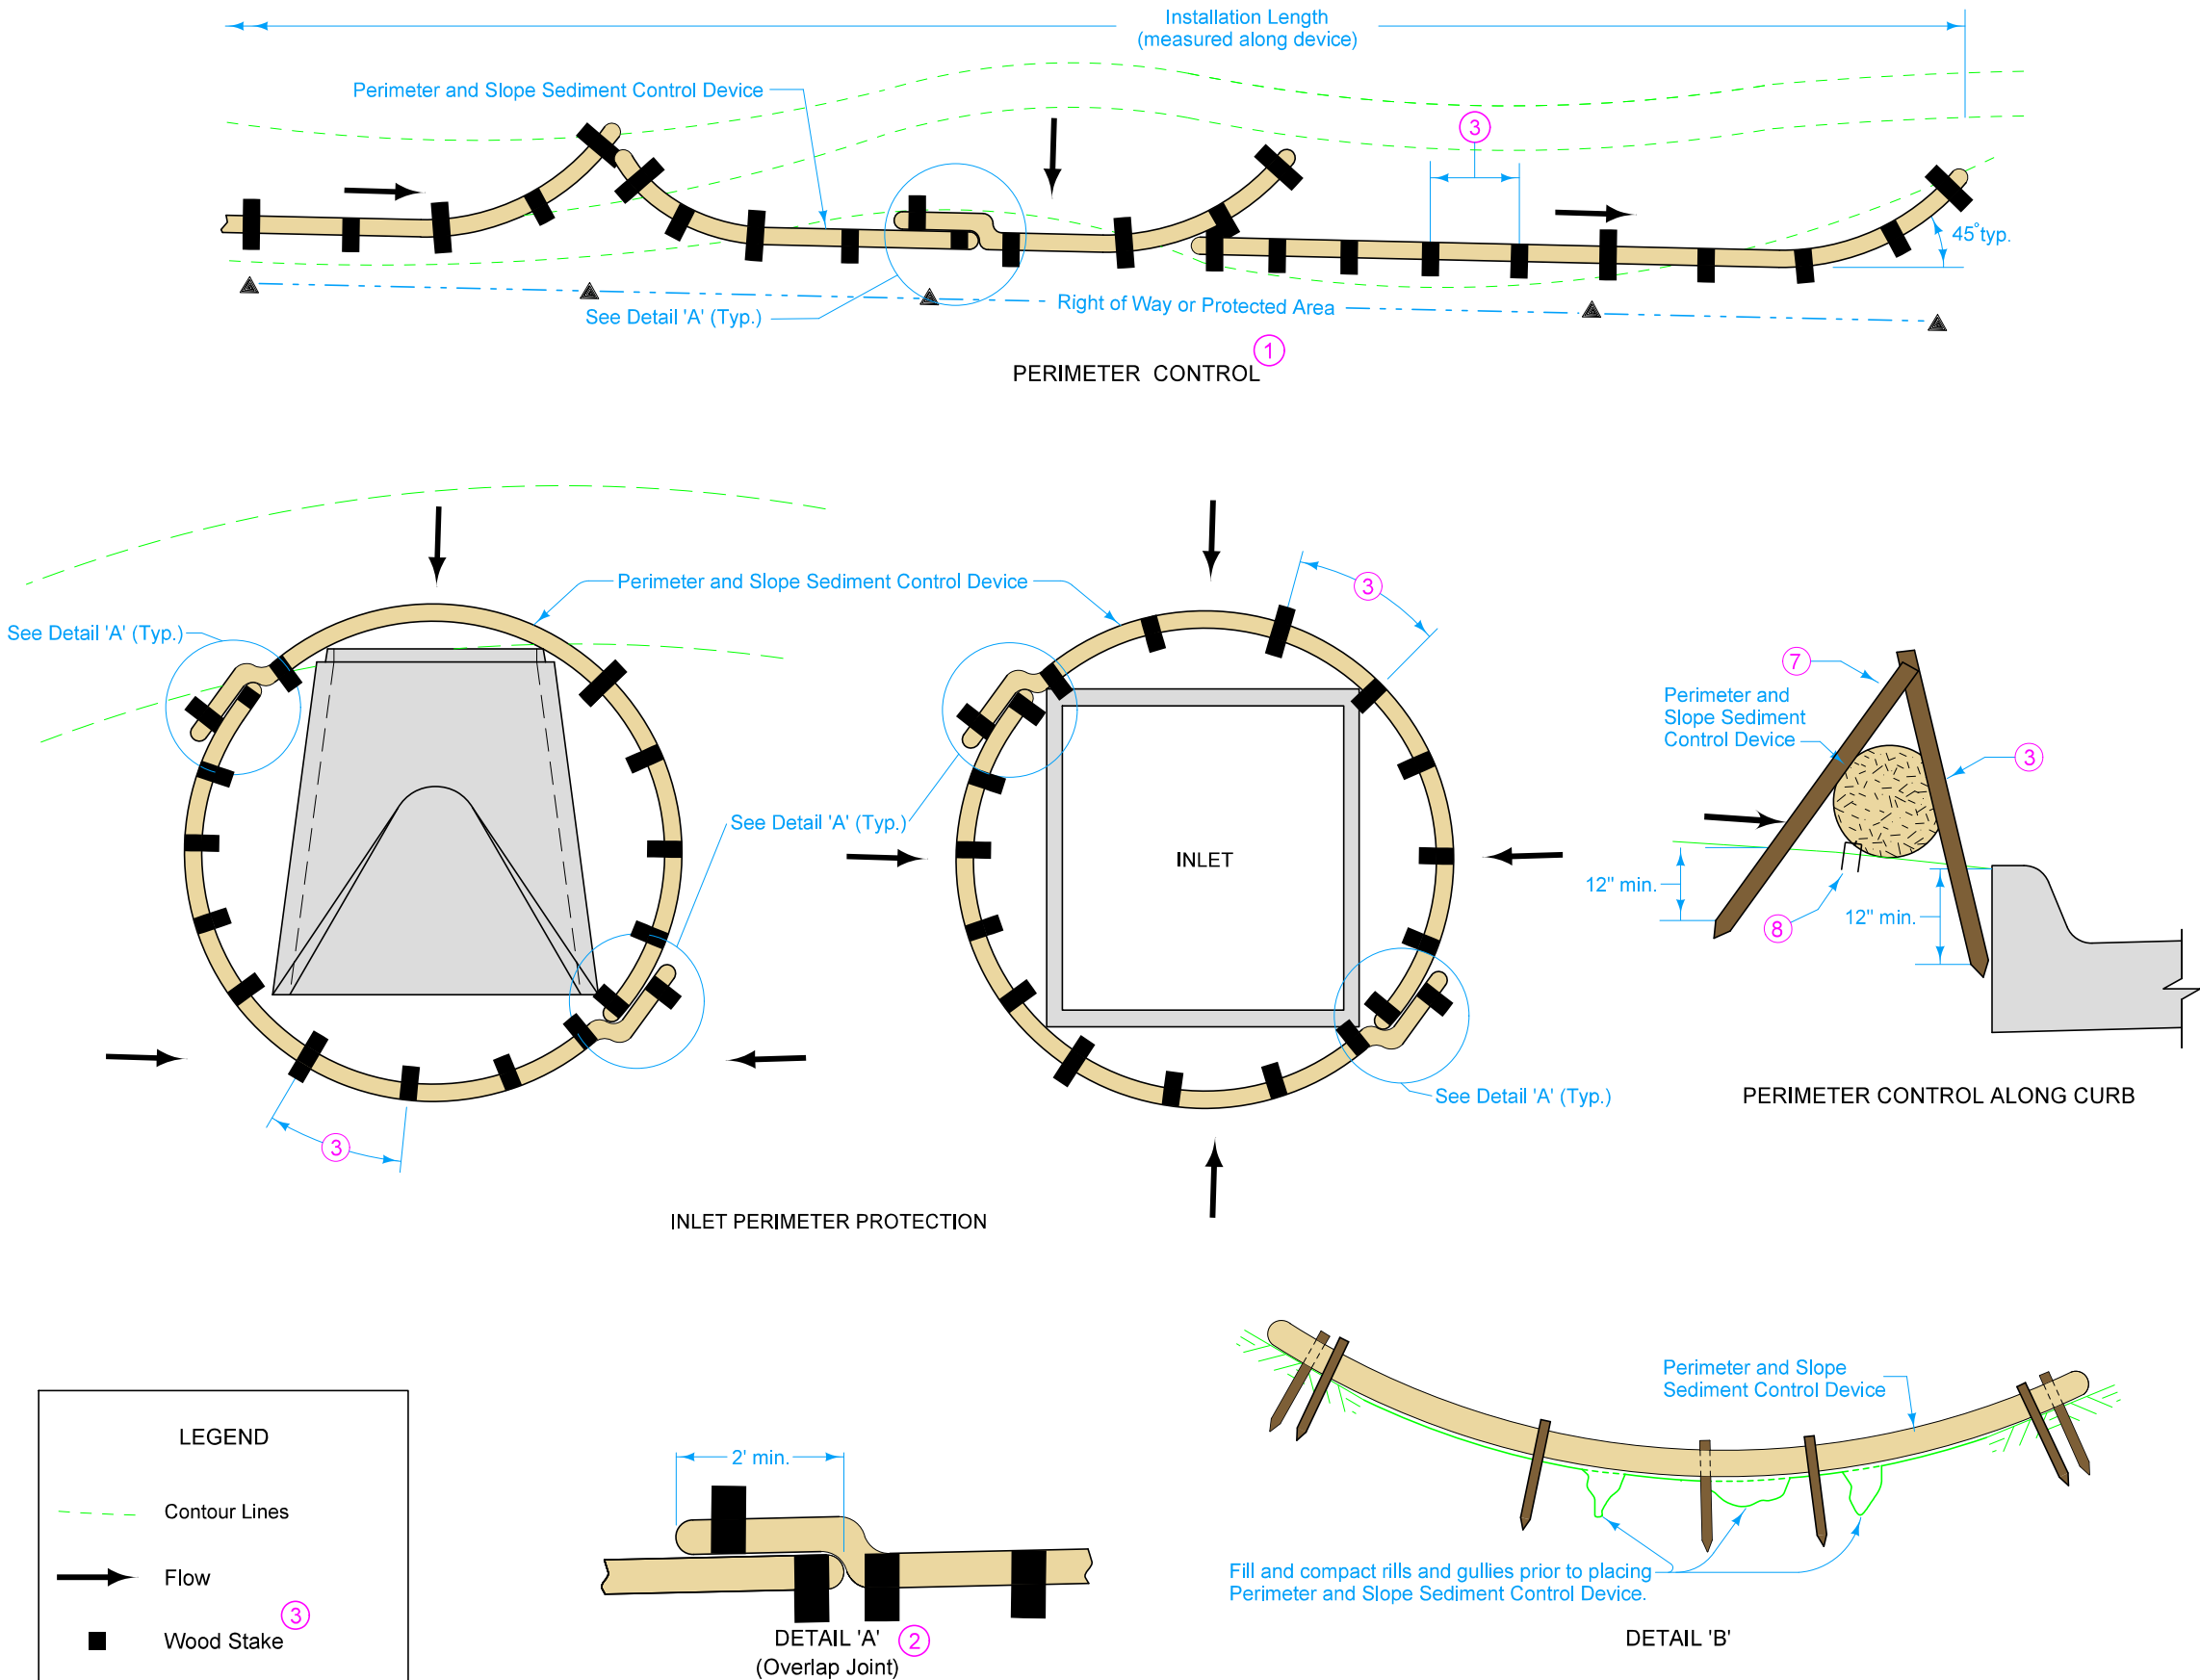 Installation Length
(measured along device)
Perimeter and Slope Sediment Control Device
3
45°typ.
Right of Way or Protected Area
See Detail 'A' (Typ.)
1
PERIMETER CONTROL
Perimeter and Slope Sediment Control Device
3
See Detail 'A' (Typ.)
7
Perimeter and
Slope Sediment
Control Device
3
See Detail 'A' (Typ.)
INLET
12" min.
12" min.
8
See Detail 'A' (Typ.)
PERIMETER CONTROL ALONG CURB
3
INLET PERIMETER PROTECTION
LEGEND
Contour Lines
Flow
3
Wood Stake
2' min.
DETAIL 'A'
2
(Overlap Joint)
Perimeter and Slope
Sediment Control Device
Fill and compact rills and gullies prior to placing
Perimeter and Slope Sediment Control Device.
DETAIL 'B'